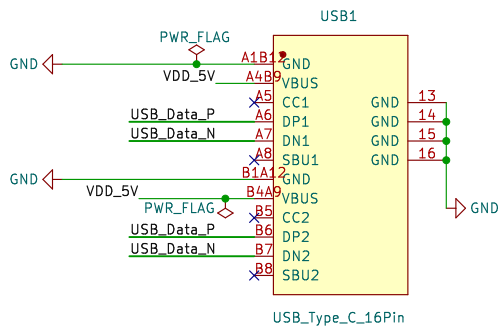 USB1
PWR_FLAG
GND
A1B12
GND
VDD_5V
A4B9
VBUS
A5
CC1
GND
13
USB_Data_P
A6
DP1
GND
14
USB_Data_N
A7
DN1
GND
15
A8
SBU1
GND
16
GND
B1A12
GND
VDD_5V
B4A9
VBUS
PWR_FLAG
B5
CC2
GND
USB_Data_P
B6
DP2
USB_Data_N
B7
DN2
B8
SBU2
USB_Type_C_16Pin